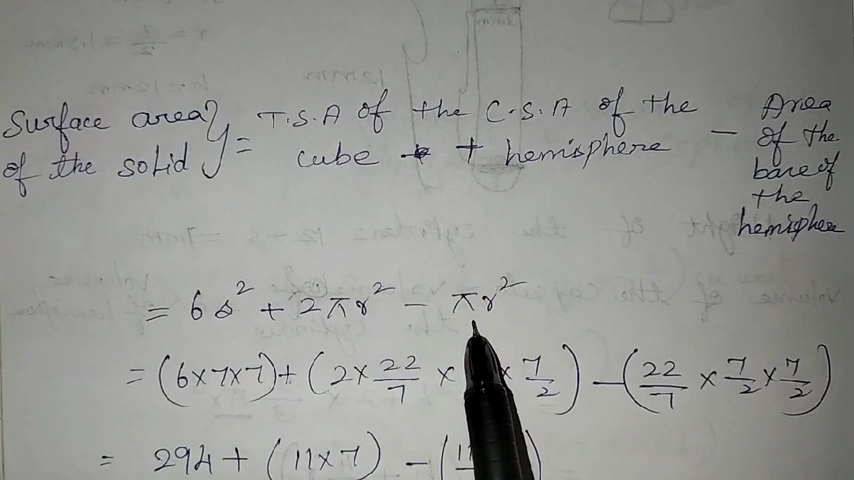 Surface area} = T.S.A of the C.S.A of the – Area
of the solid cube + hemisphere of the
base of
the
hemisphere
= 6s² + 2πr² – πr²
= (6×7×7) + (2 × 22/7 × × 7/2) – (22/7 × 7/2 × 7/2)
= 294 + (11×7) – (